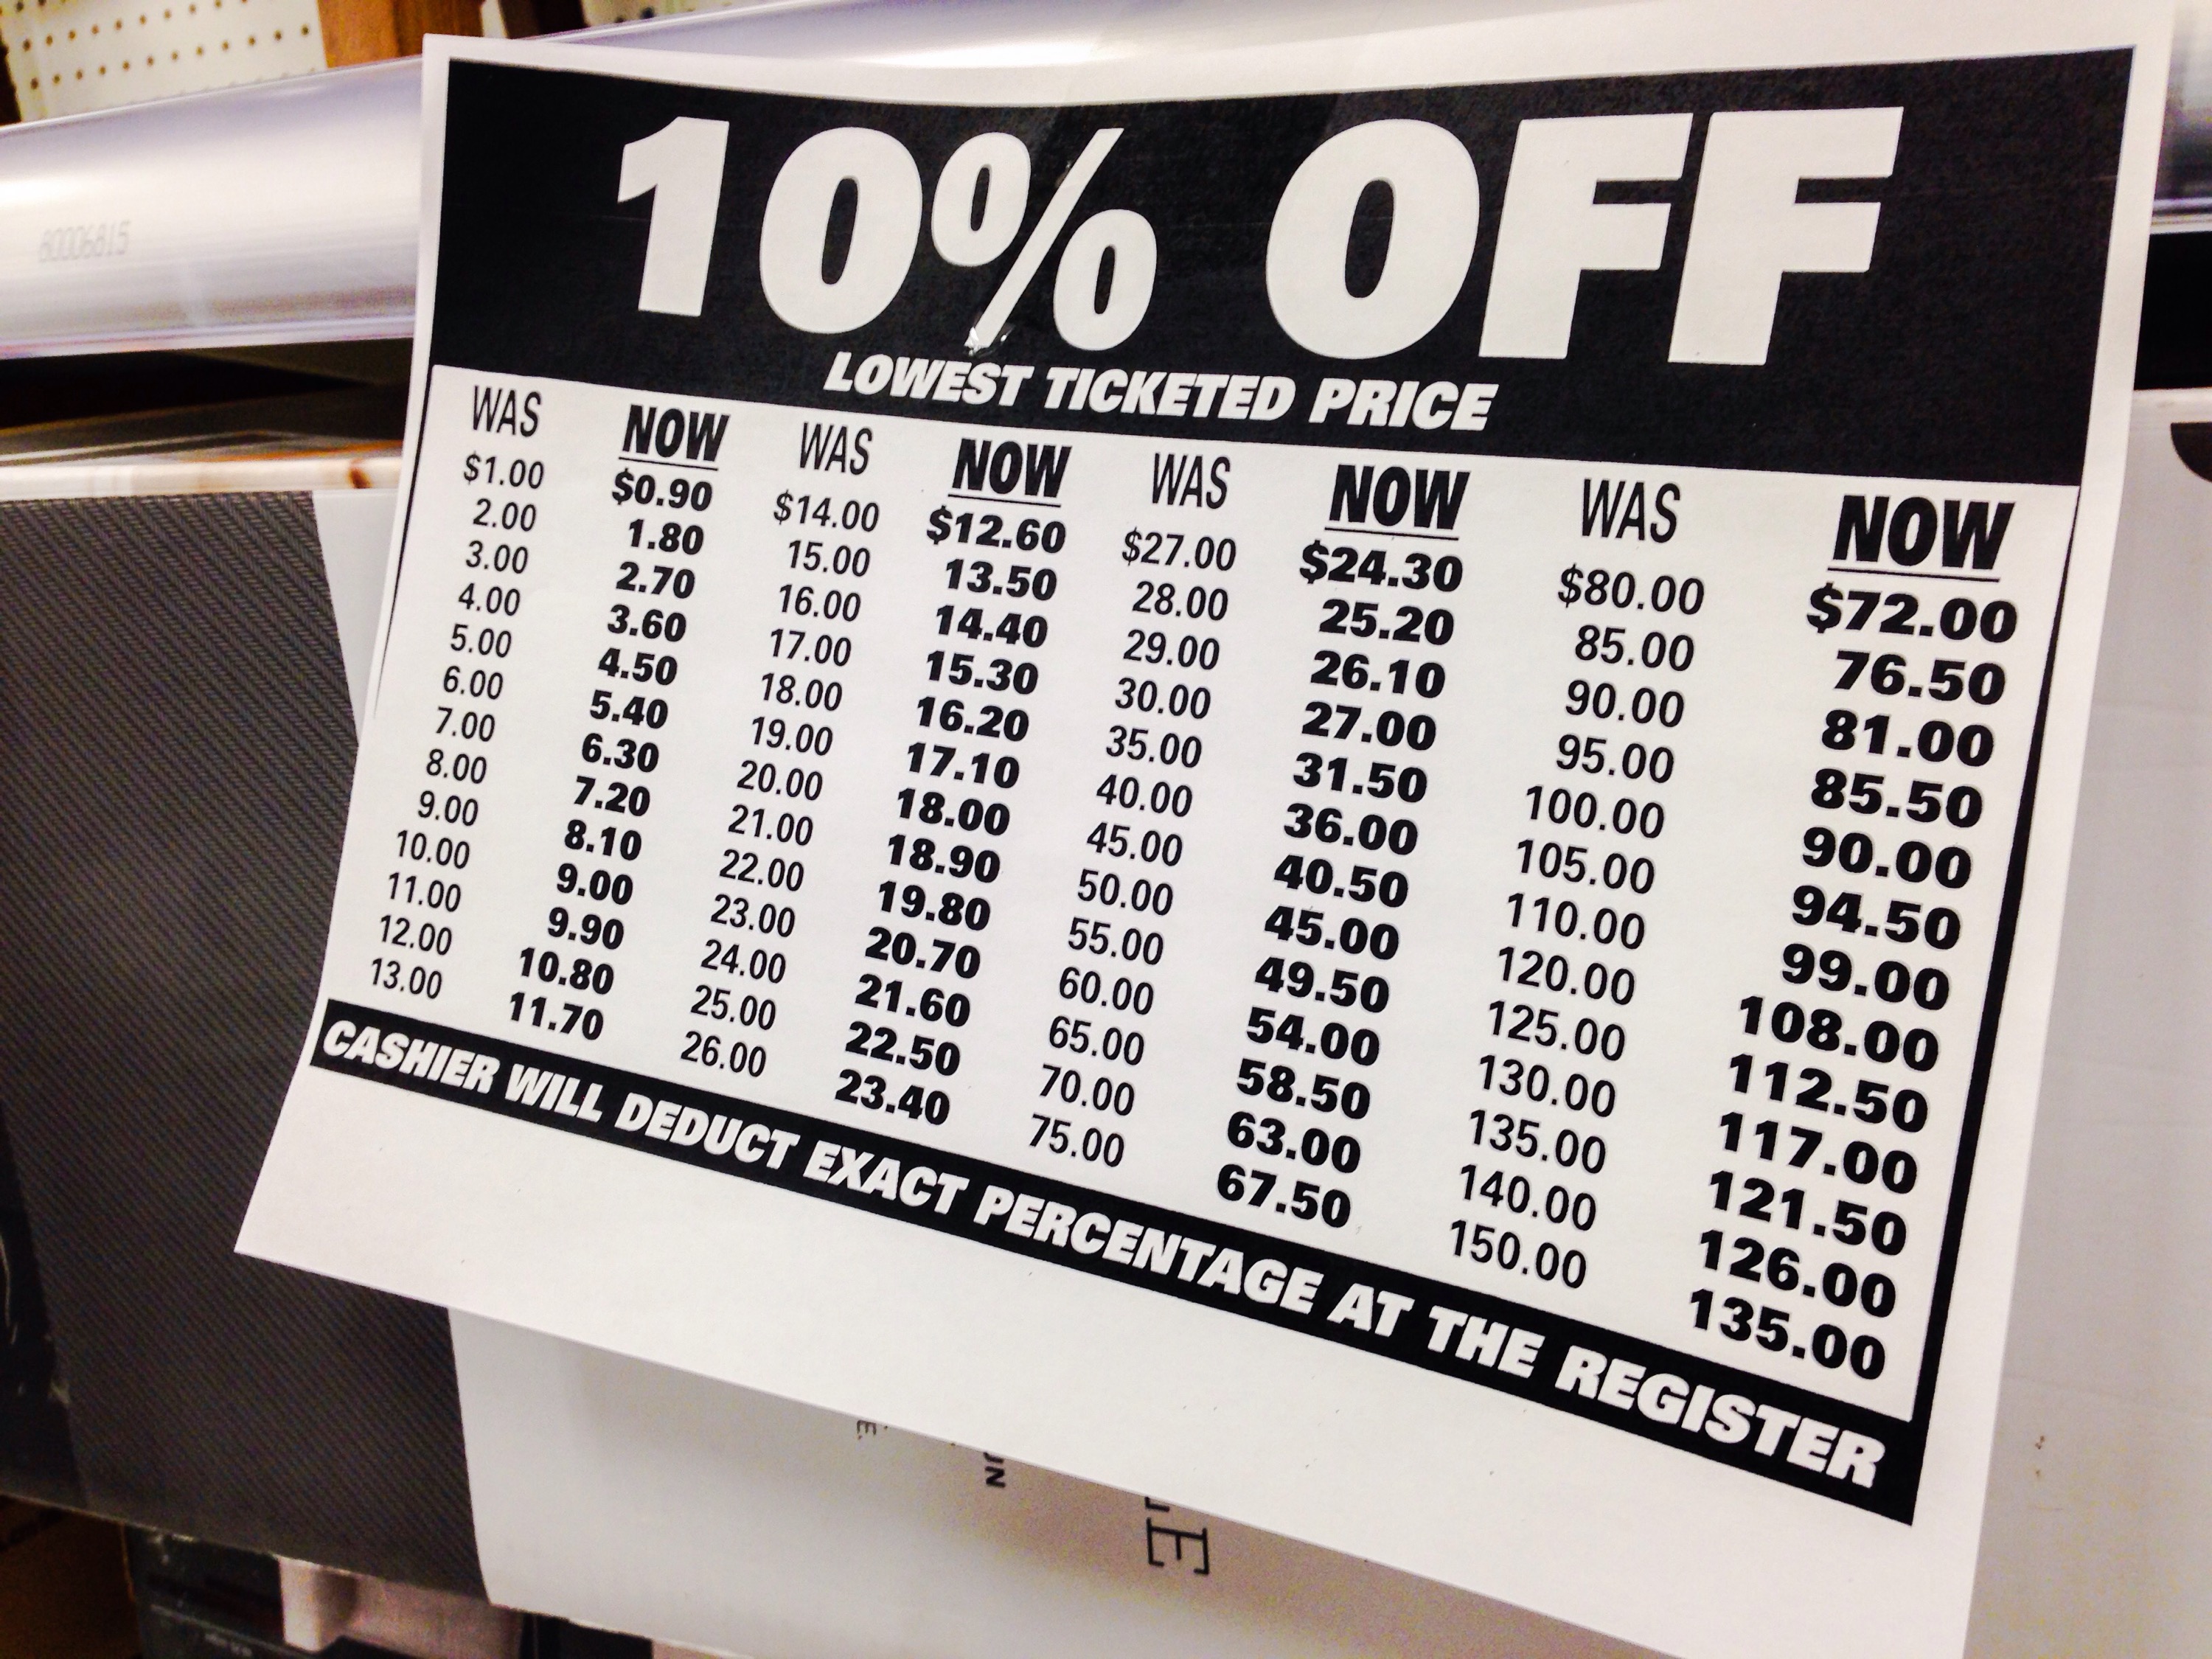 10% OFF
LOWEST TICKETED PRICE
WAS NOW WAS NOW WAS NOW WAS NOW
$1.00 $0.90 $14.00 $12.60 $27.00 $24.30 $80.00 $72.00
2.00 1.80 15.00 13.50 28.00 25.20 85.00 76.50
3.00 2.70 16.00 14.40 29.00 26.10 90.00 81.00
4.00 3.60 17.00 15.30 30.00 27.00 95.00 85.50
5.00 4.50 18.00 16.20 35.00 31.50 100.00 90.00
6.00 5.40 19.00 17.10 40.00 36.00 105.00 94.50
7.00 6.30 20.00 18.00 45.00 40.50 110.00 99.00
8.00 7.20 21.00 18.90 50.00 45.00 120.00 108.00
9.00 8.10 22.00 19.80 55.00 49.50 125.00 112.50
10.00 9.00 23.00 20.70 60.00 54.00 130.00 117.00
11.00 9.90 24.00 21.60 65.00 58.50 135.00 121.50
12.00 10.80 25.00 22.50 70.00 63.00 140.00 126.00
13.00 11.70 26.00 23.40 75.00 67.50 150.00 135.00
CASHIER WILL DEDUCT EXACT PERCENTAGE AT THE REGISTER